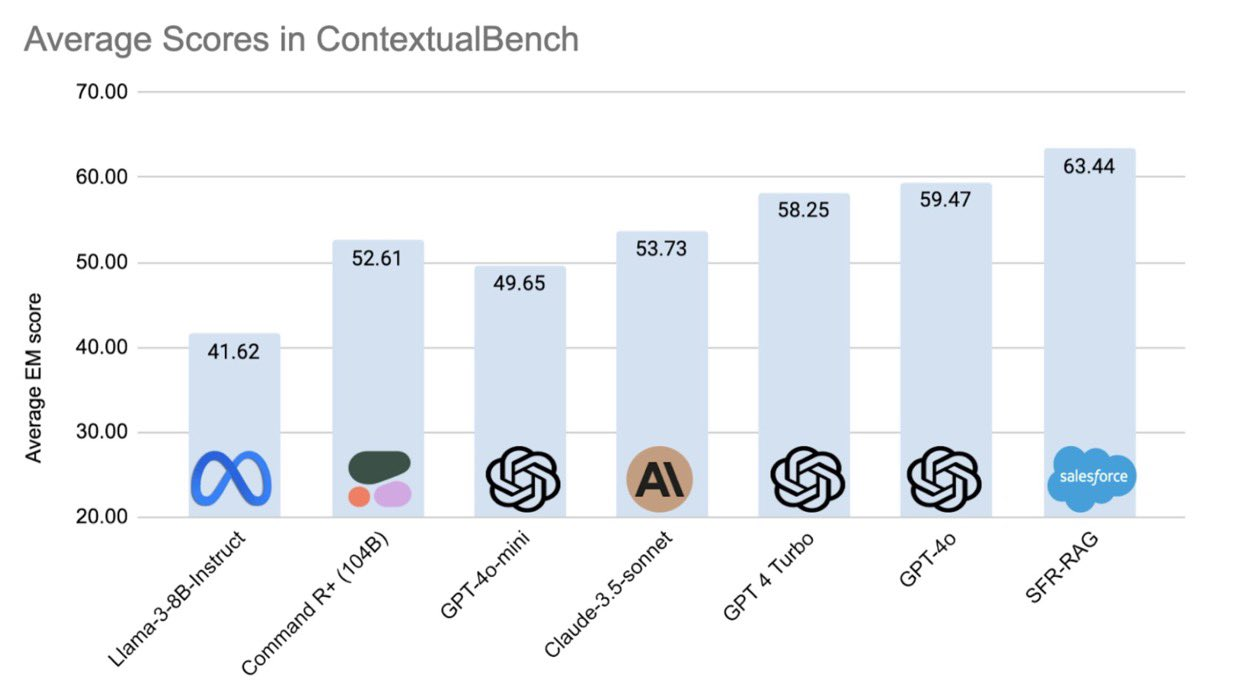 Average Scores in ContextualBench
70.00
60.00
50.00
40.00
30.00
20.00
Average EM score
41.62
52.61
49.65
53.73
58.25
59.47
63.44
AI
salesforce
Llama-3-8B-Instruct
Command R+ (104B)
GPT-4o-mini
Claude-3.5-sonnet
GPT 4 Turbo
GPT-4o
SFR-RAG